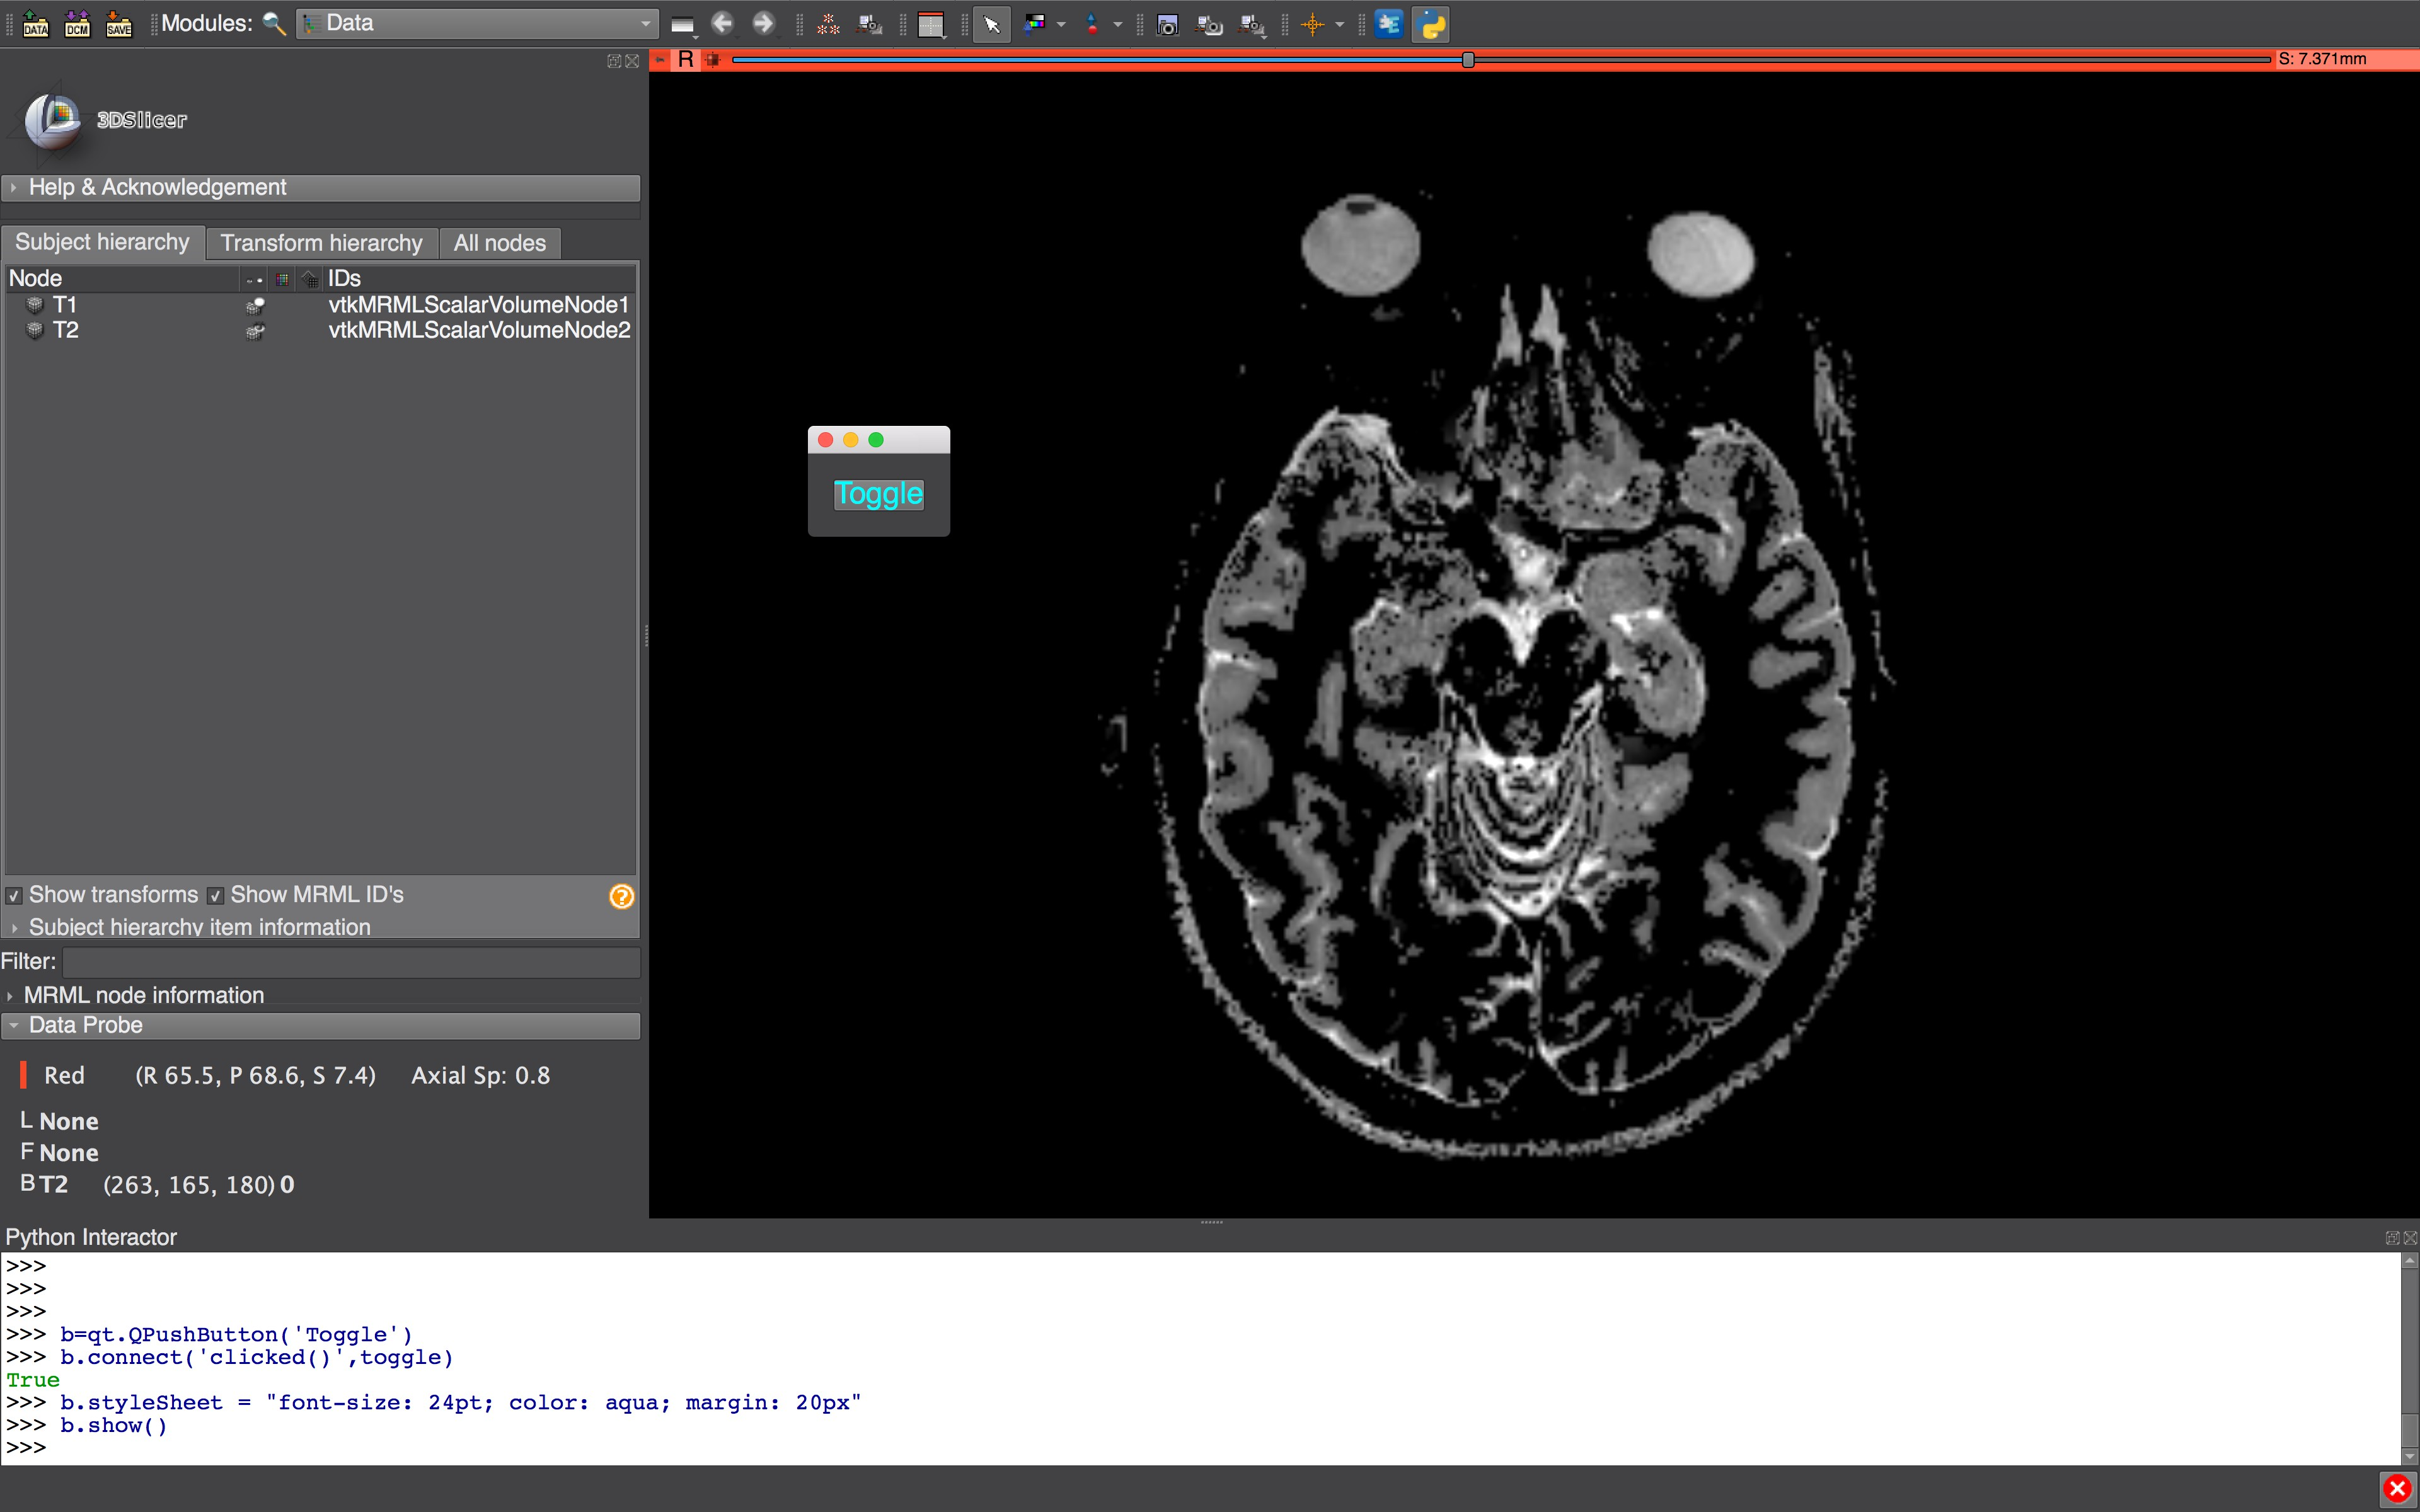 DATA DCM SAVE Modules: Data
R S: 7.371mm
3DSlicer
Help & Acknowledgement
Subject hierarchy Transform hierarchy All nodes
Node IDs
T1 vtkMRMLScalarVolumeNode1
T2 vtkMRMLScalarVolumeNode2
Toggle
Show transforms Show MRML ID's
Subject hierarchy item information
Filter:
MRML node information
Data Probe
Red (R 65.5, P 68.6, S 7.4) Axial Sp: 0.8
L None
F None
B T2 (263, 165, 180) 0
Python Interactor
>>>
>>>
>>>
>>> b=qt.QPushButton('Toggle')
>>> b.connect('clicked()',toggle)
True
>>> b.styleSheet = "font-size: 24pt; color: aqua; margin: 20px"
>>> b.show()
>>>